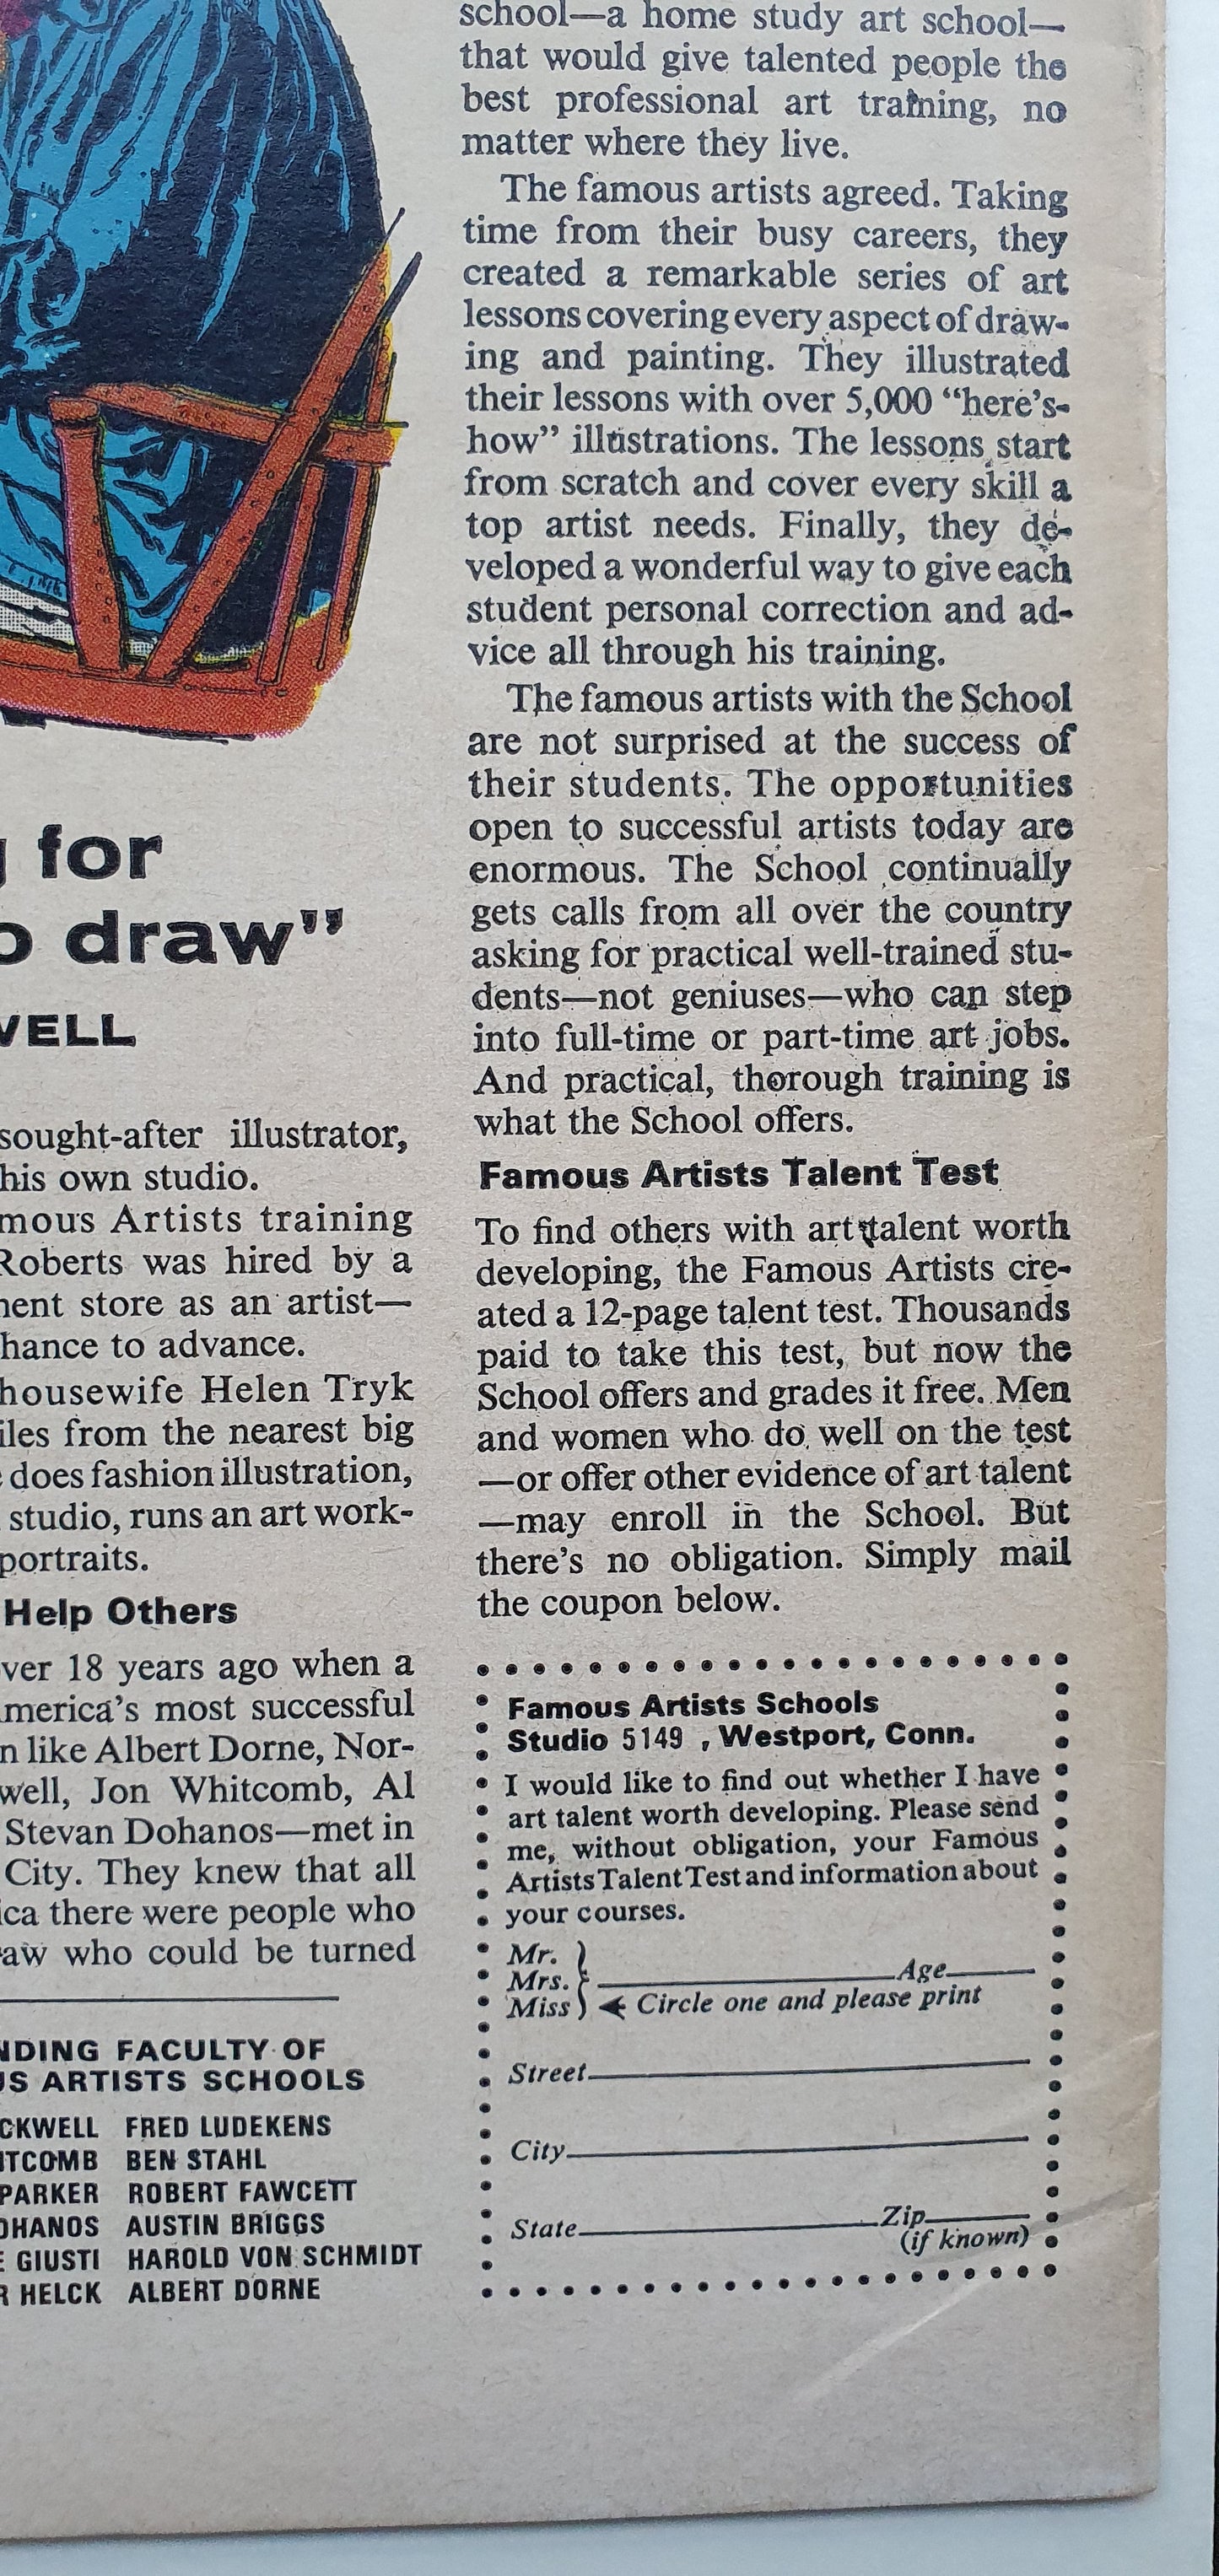 for
draw”
sought-after illustrator,
his own studio.
Artists training
Roberts was hired by a
store as an artist—
to advance.
housewife Helen Tryk
from the nearest big
does fashion illustration,
studio, runs an art work-
portraits.
Help Others
18 years ago when a
most successful
like Albert Dorne, Nor-
Jon Whitcomb, Al
Stevan Dohanos—met in
City. They knew that all
there were people who
who could be turned
FACULTY OF
ARTISTS SCHOOLS
FRED LUDEKENS
BEN STAHL
PARKER ROBERT FAWCETT
AUSTIN BRIGGS
GIUSTI HAROLD VON SCHMIDT
HELCK ALBERT DORNE
school—a home study art school—
that would give talented people the
best professional art training, no
matter where they live.
The famous artists agreed. Taking
time from their busy careers, they
created a remarkable series of art
lessons covering every aspect of draw-
ing and painting. They illustrated
their lessons with over 5,000 “here’s-
how” illustrations. The lessons start
from scratch and cover every skill a
top artist needs. Finally, they de-
veloped a wonderful way to give each
student personal correction and ad-
vice all through his training.
The famous artists with the School
are not surprised at the success of
their students. The opportunities
open to successful artists today are
enormous. The School continually
gets calls from all over the country
asking for practical well-trained stu-
dents—not geniuses—who can step
into full-time or part-time art jobs.
And practical, thorough training is
what the School offers.
Famous Artists Talent Test
To find others with art talent worth
developing, the Famous Artists cre-
ated a 12-page talent test. Thousands
paid to take this test, but now the
School offers and grades it free. Men
and women who do well on the test
—or offer other evidence of art talent
—may enroll in the School. But
there’s no obligation. Simply mail
the coupon below.
Famous Artists Schools
Studio 5149 , Westport, Conn.
I would like to find out whether I have
art talent worth developing. Please send
me, without obligation, your Famous
Artists Talent Test and information about
your courses.
Mr.
Mrs. Age
Miss Circle one and please print
Street
City
State Zip
(if known)